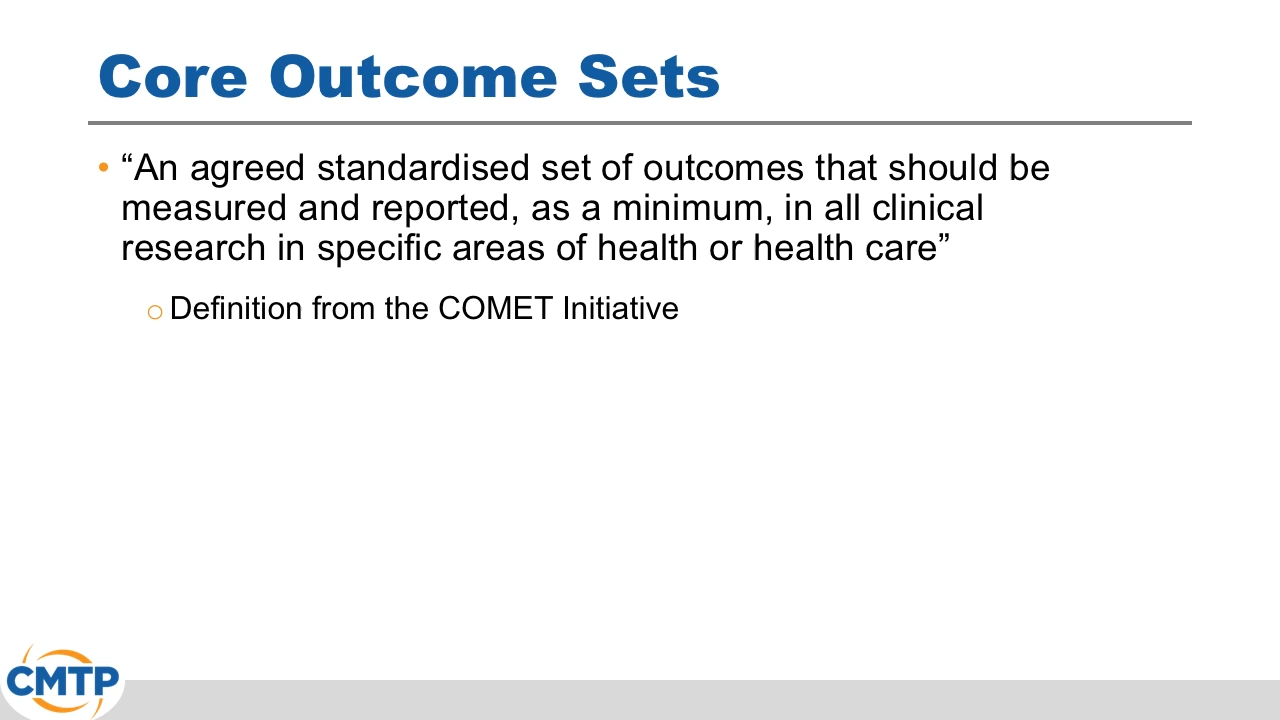 Core Outcome Sets
• “An agreed standardised set of outcomes that should be
measured and reported, as a minimum, in all clinical
research in specific areas of health or health care”
o Definition from the COMET Initiative
CMTP